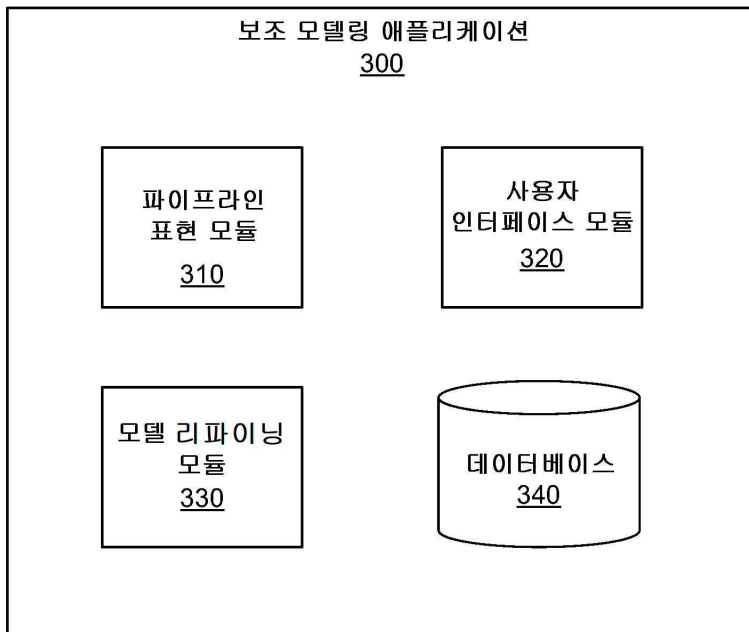 보조 모델링 애플리케이션
300
파이프라인
표현 모듈
310
사용자
인터페이스 모듈
320
모델 리파이닝
모듈
330
데이터베이스
340